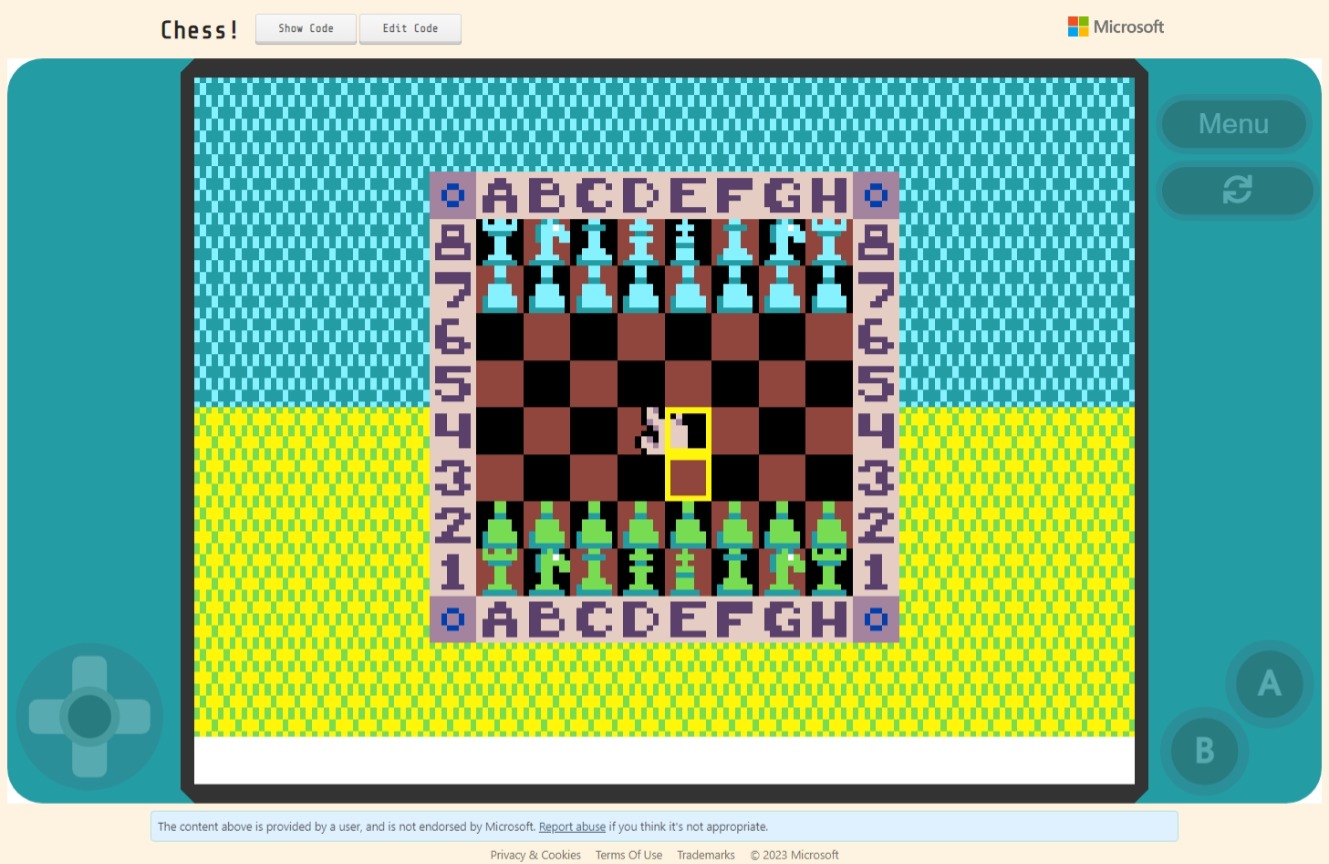 Chess!
Show Code
Edit Code
Microsoft
Menu
A B C D E F G H
8 8
7 7
6 6
5 5
4 4
3 3
2 2
1 1
A B C D E F G H
A
B
The content above is provided by a user, and is not endorsed by Microsoft. Report abuse if you think it's not appropriate.
Privacy & Cookies Terms Of Use Trademarks © 2023 Microsoft